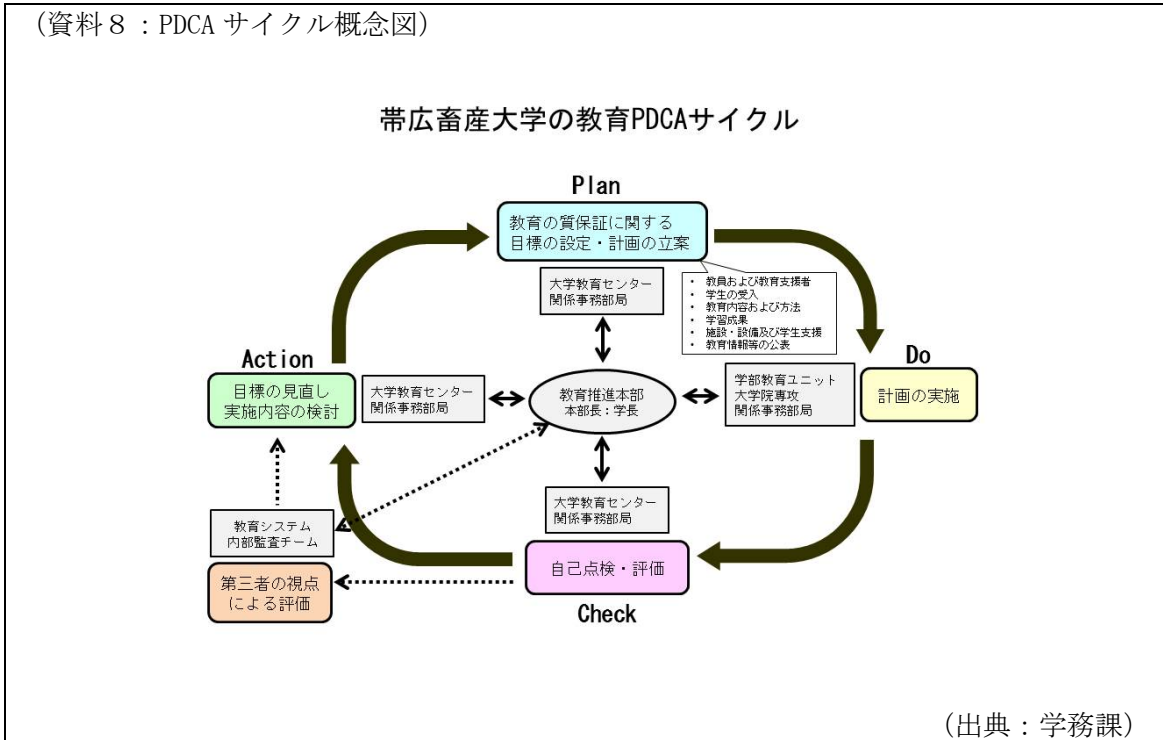 （資料８：PDCA サイクル概念図）
帯広畜産大学の教育PDCAサイクル
Plan
教育の質保証に関する
目標の設定・計画の立案
大学教育センター
関係事務部局
・ 教員および教育支援者
・ 学生の受入
・ 教育内容および方法
・ 学習成果
・ 施設・設備及び学生支援
・ 教育情報等の公表
Action
目標の見直し
実施内容の検討
大学教育センター
関係事務部局
教育推進本部
本部長：学長
学部教育ユニット
大学院専攻
関係事務部局
Do
計画の実施
大学教育センター
関係事務部局
教育システム
内部監査チーム
第三者の視点
による評価
自己点検・評価
Check
（出典：学務課）